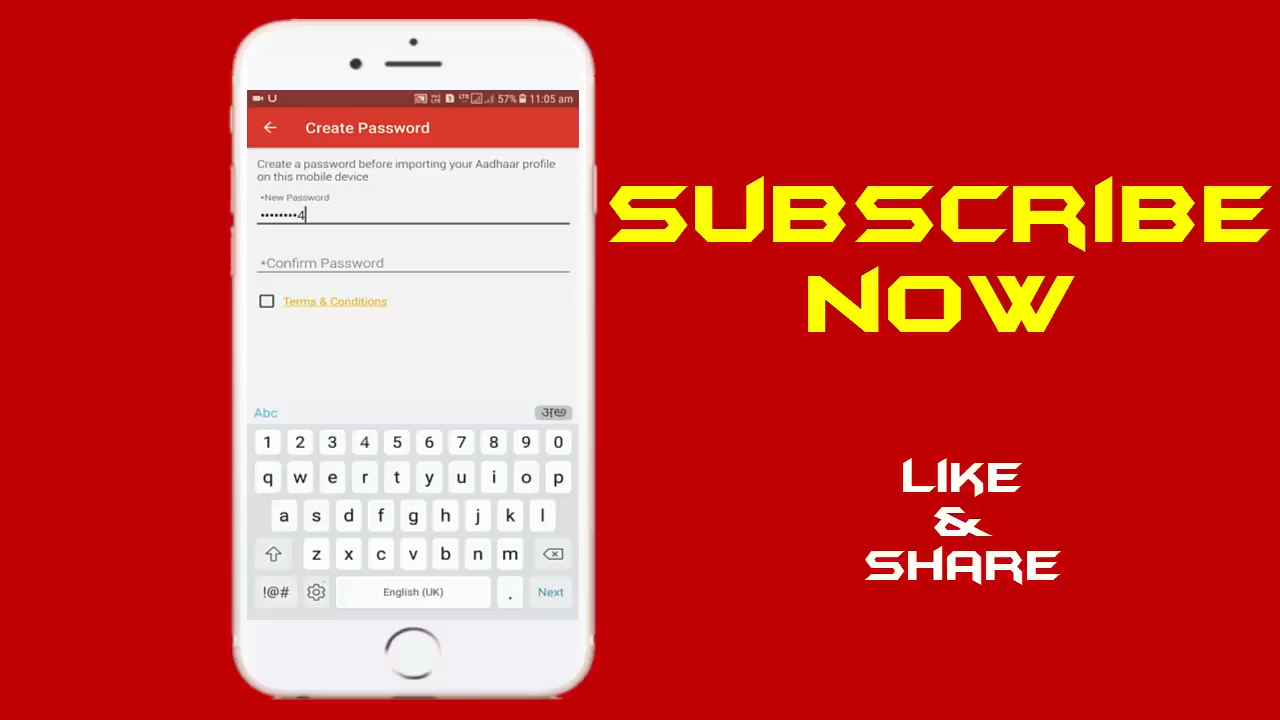 57% 11:05 am
Create Password
Create a password before importing your Aadhaar profile
on this mobile device
*New Password
••••••••4
*Confirm Password
Terms & Conditions
Abc
1 2 3 4 5 6 7 8 9 0
q w e r t y u i o p
a s d f g h j k l
z x c v b n m
!@# English (UK) . Next
SUBSCRIBE
NOW
LIKE
&
SHARE